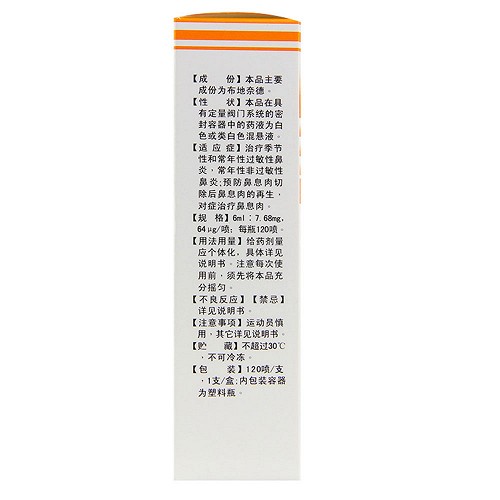 【成　份】本品主要
成份为布地奈德。
【性　状】本品在具
有定量阀门系统的密
封容器中的药液为白
色或类白色混悬液。
【适应症】治疗季节
性和常年性过敏性鼻
炎，常年性非过敏性
鼻炎;预防鼻息肉切
除后鼻息肉的再生，
对症治疗鼻息肉。
【规　格】6ml：7.68mg，
64μg/喷；每瓶120喷。
【用法用量】给药剂量
应个体化，具体详见
说明书。注意每次使
用前，须先将本品充
分摇匀。
【不良反应】【禁忌】
详见说明书。
【注意事项】运动员慎
用，其它详见说明书。
【贮　藏】不超过30℃
，不可冷冻。
【包　装】120喷/支
，1支/盒;内包装容器
为塑料瓶。